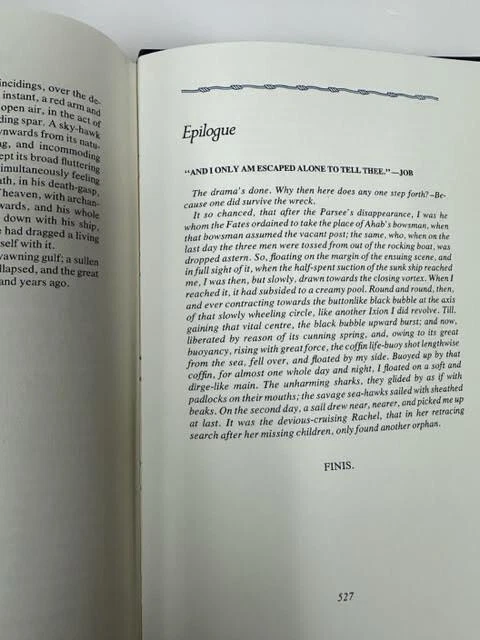 incidings, over the de-
instant, a red arm and
open air, in the act of
ding spar. A sky-hawk
wnwards from its natu-
ng, and incommoding
ept its broad fluttering
imultaneously feeling
ath, in his death-gasp,
heaven, with archan-
wards, and his whole
down with his ship,
e had dragged a living
self with it.
yawning gulf; a sullen
llapsed, and the great
and years ago.
Epilogue
"AND I ONLY AM ESCAPED ALONE TO TELL THEE."—JOB
The drama's done. Why then here does any one step forth?–Be-
cause one did survive the wreck.
It so chanced, that after the Parsee's disappearance, I was he
whom the Fates ordained to take the place of Ahab's bowsman, when
that bowsman assumed the vacant post; the same, who, when on the
last day the three men were tossed from out of the rocking boat, was
dropped astern. So, floating on the margin of the ensuing scene, and
in full sight of it, when the half-spent suction of the sunk ship reached
me, I was then, but slowly, drawn towards the closing vortex. When I
reached it, it had subsided to a creamy pool. Round and round, then,
and ever contracting towards the buttonlike black bubble at the axis
of that slowly wheeling circle, like another Ixion I did revolve. Till,
gaining that vital centre, the black bubble upward burst; and now,
liberated by reason of its cunning spring, and, owing to its great
buoyancy, rising with great force, the coffin life-buoy shot lengthwise
from the sea, fell over, and floated by my side. Buoyed up by that
coffin, for almost one whole day and night, I floated on a soft and
dirge-like main. The unharming sharks, they glided by as if with
padlocks on their mouths; the savage sea-hawks sailed with sheathed
beaks. On the second day, a sail drew near, nearer, and picked me up
at last. It was the devious-cruising Rachel, that in her retracing
search after her missing children, only found another orphan.
FINIS.
527